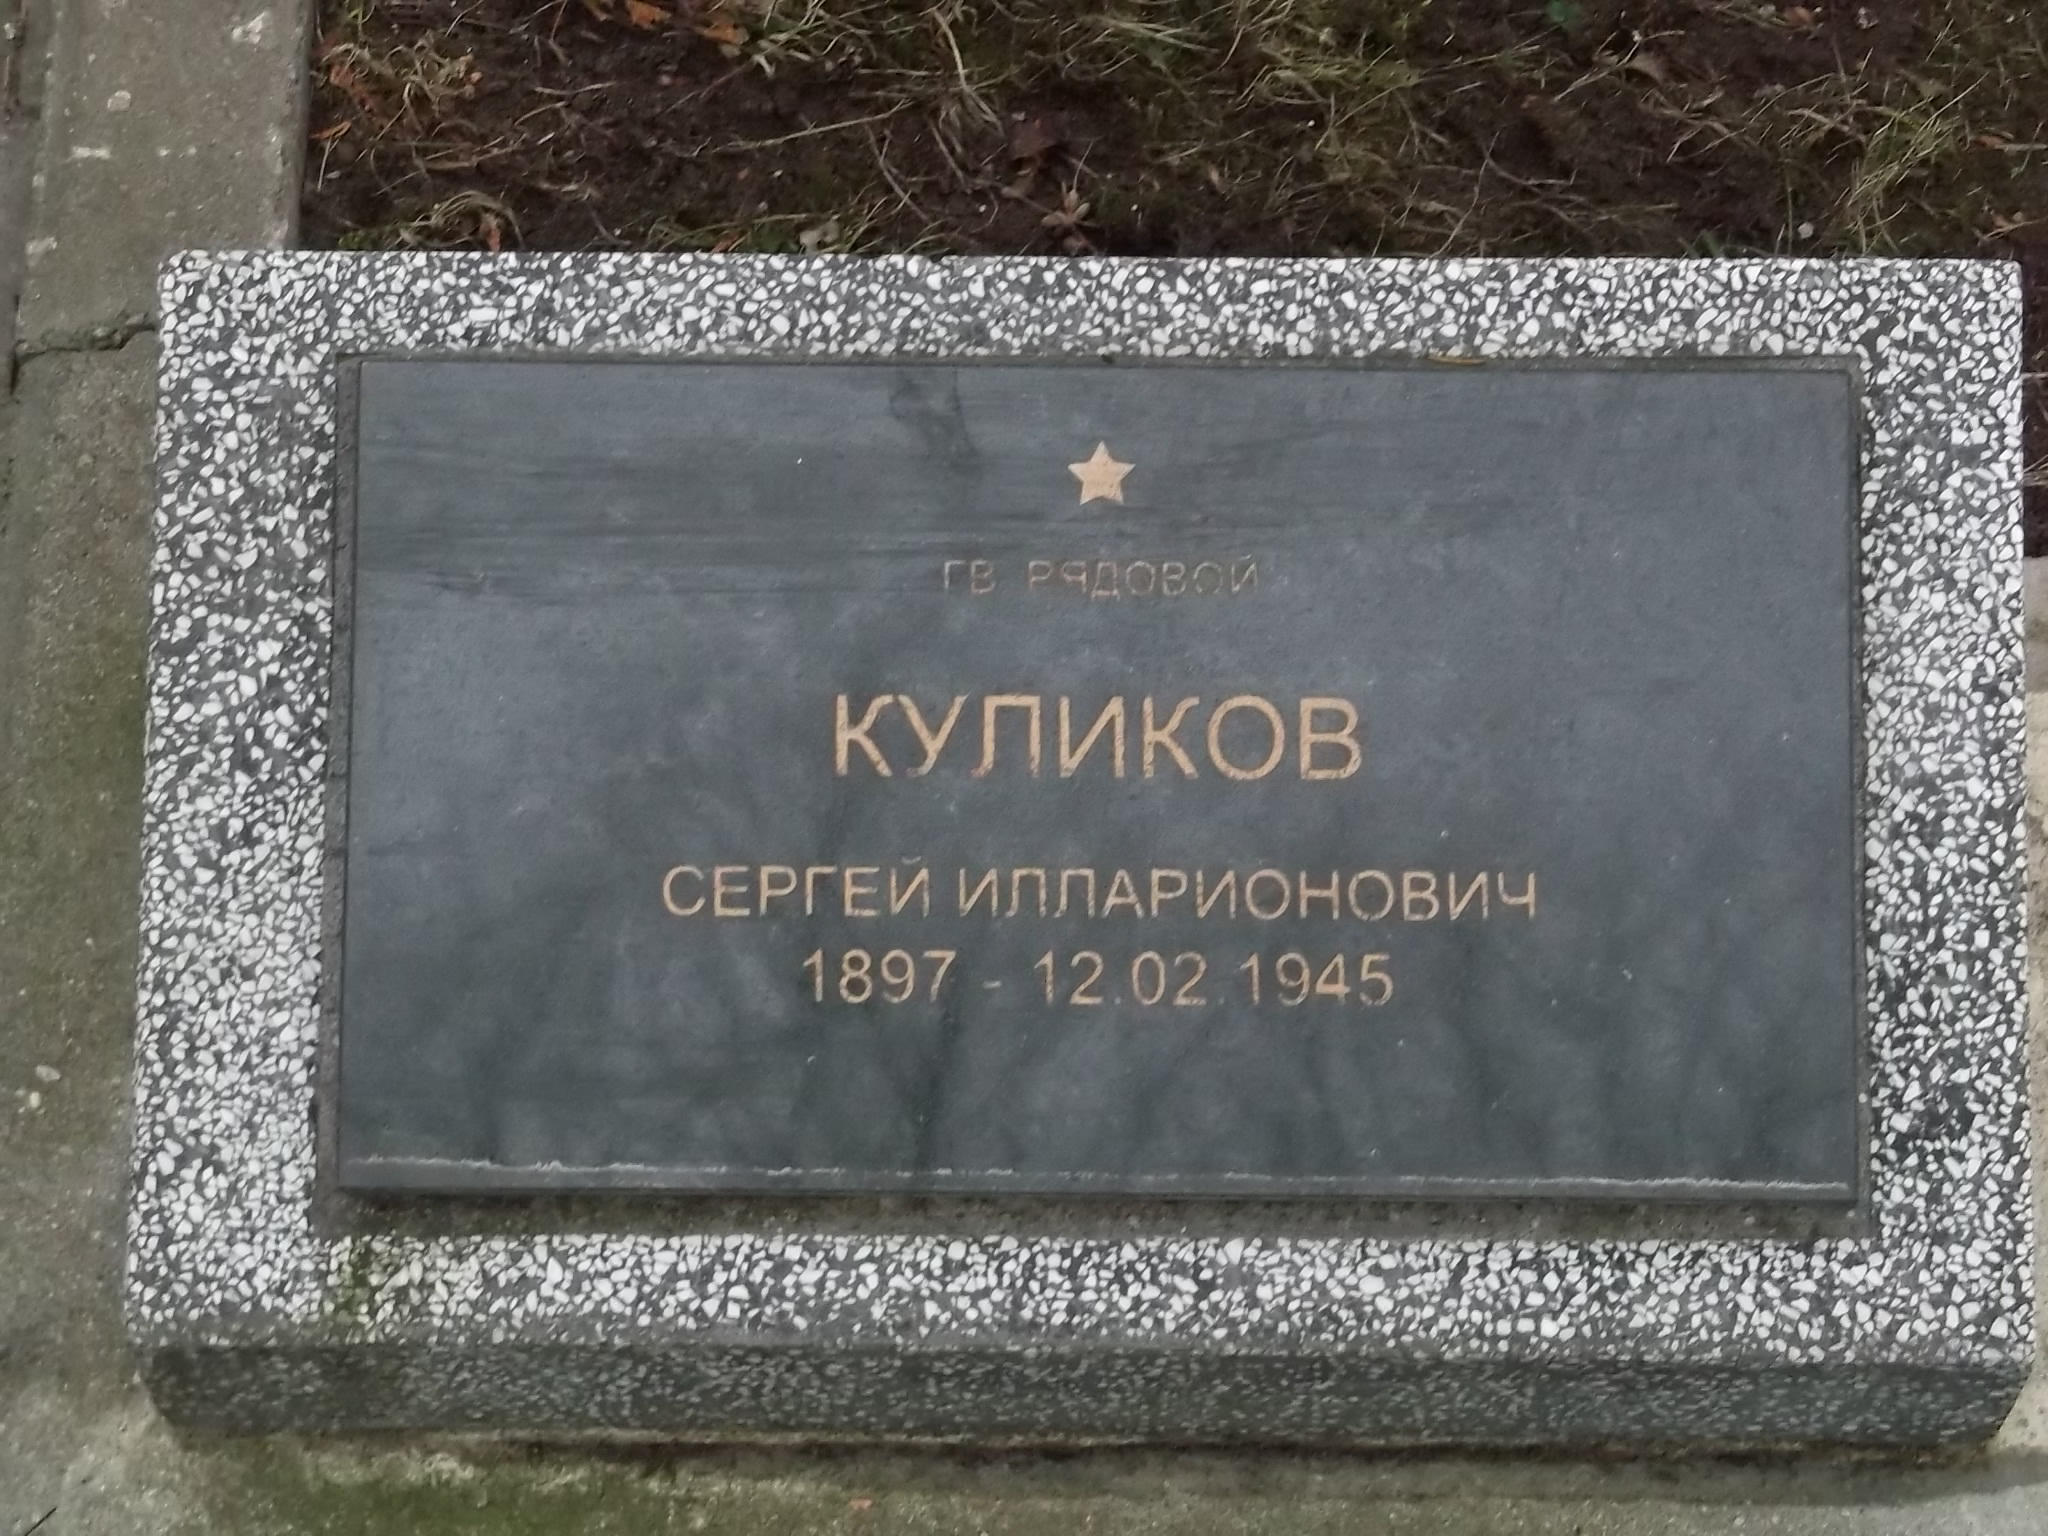 ГВ РЯДОВОЙ
КУЛИКОВ
СЕРГЕЙ ИЛЛАРИОНОВИЧ
1897 - 12.02.1945